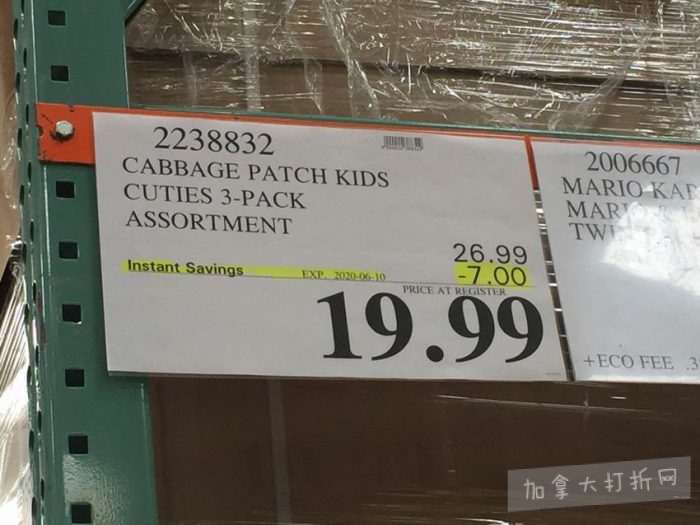 2238832
CABBAGE PATCH KIDS
CUTIES 3-PACK
ASSORTMENT
26.99
Instant Savings EXP. 2020-06-10 -7.00
PRICE AT REGISTER
19.99
2006667
MARIO
+ECO FEE
加拿大打折网